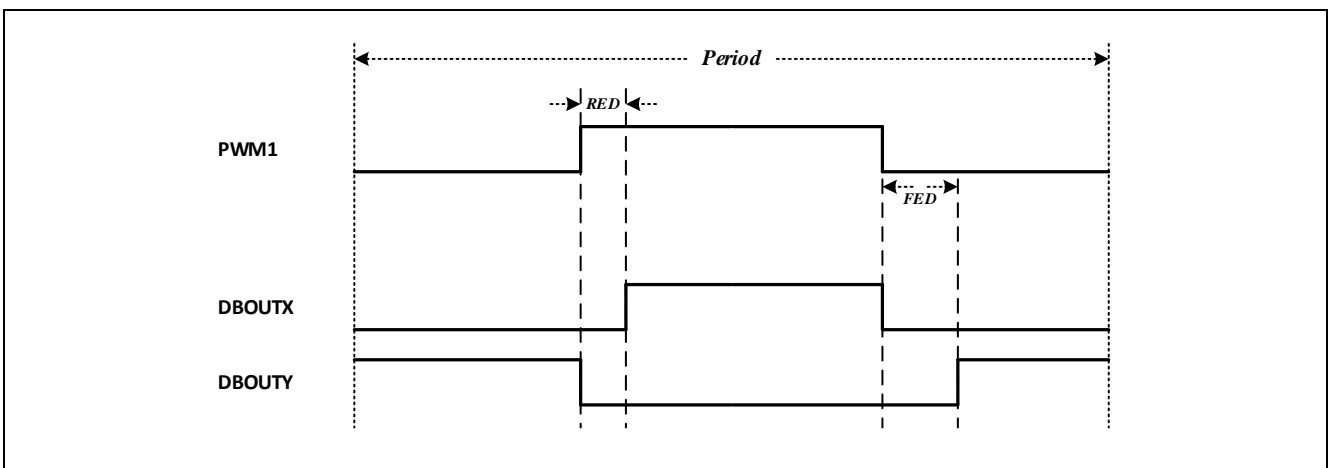 Period
RED
PWM1
FED
DBOUTX
DBOUTY